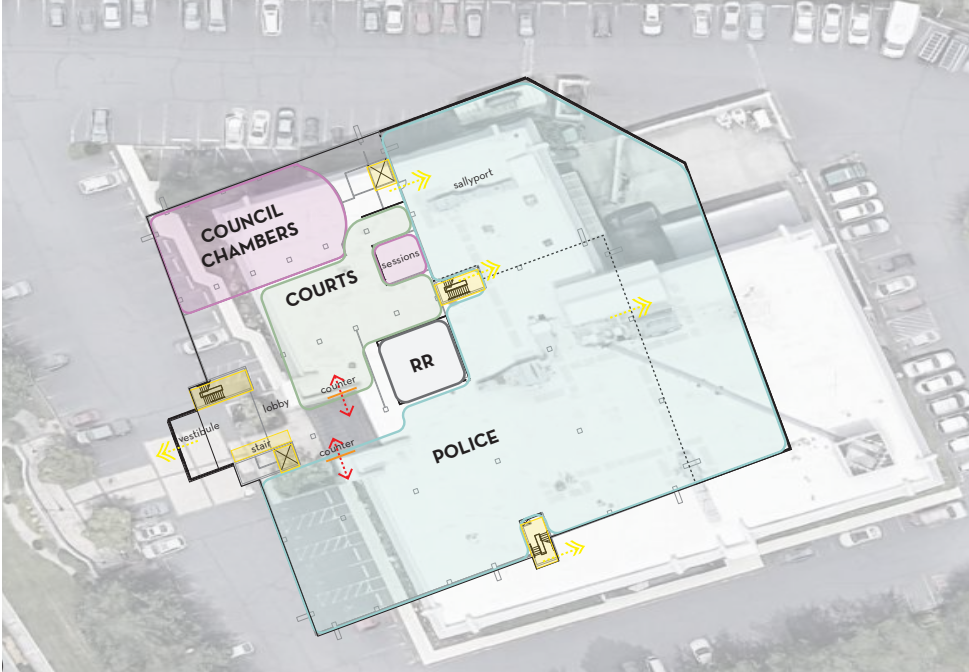 sallyport
COUNCIL
CHAMBERS
sessions
COURTS
RR
counter
lobby
vestibule
stair
counter
POLICE